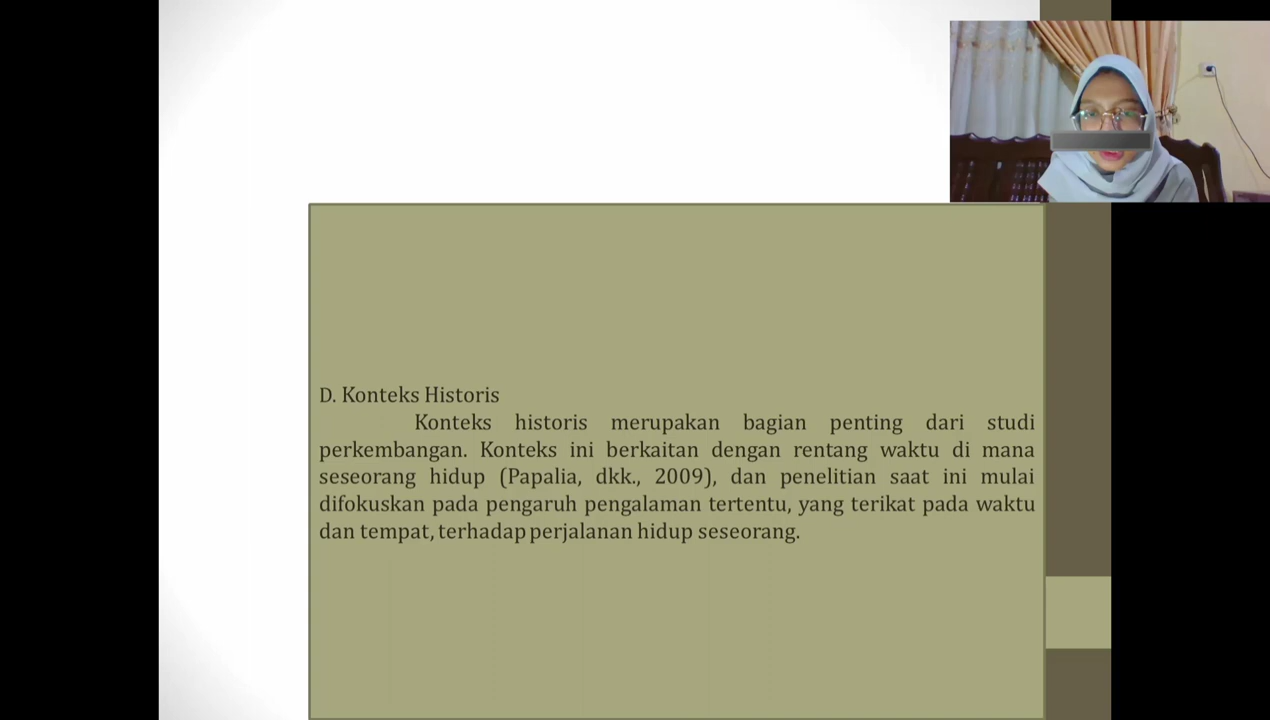 D. Konteks Historis
Konteks historis merupakan bagian penting dari studi
perkembangan. Konteks ini berkaitan dengan rentang waktu di mana
seseorang hidup (Papalia, dkk., 2009), dan penelitian saat ini mulai
difokuskan pada pengaruh pengalaman tertentu, yang terikat pada waktu
dan tempat, terhadap perjalanan hidup seseorang.